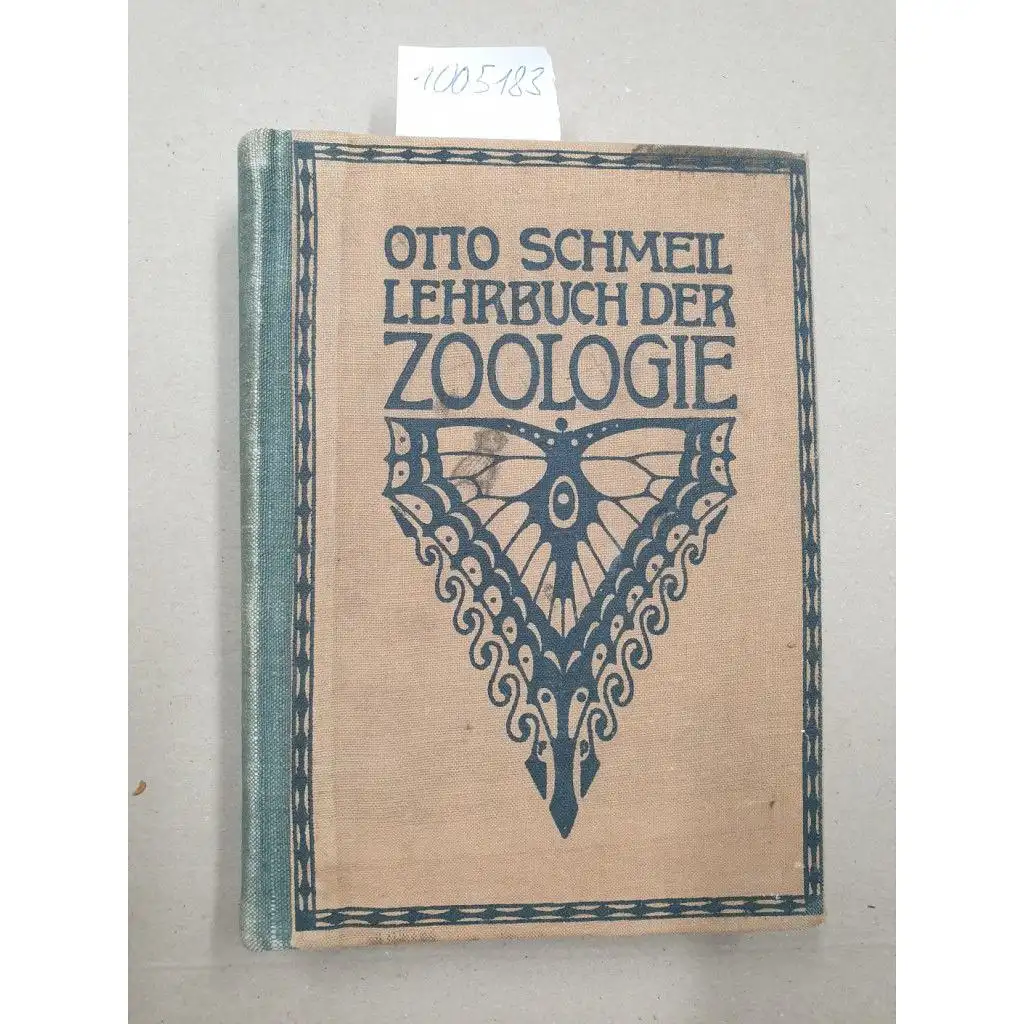 1005183
OTTO SCHMEIL
LEHRBUCH DER
ZOOLOGIE